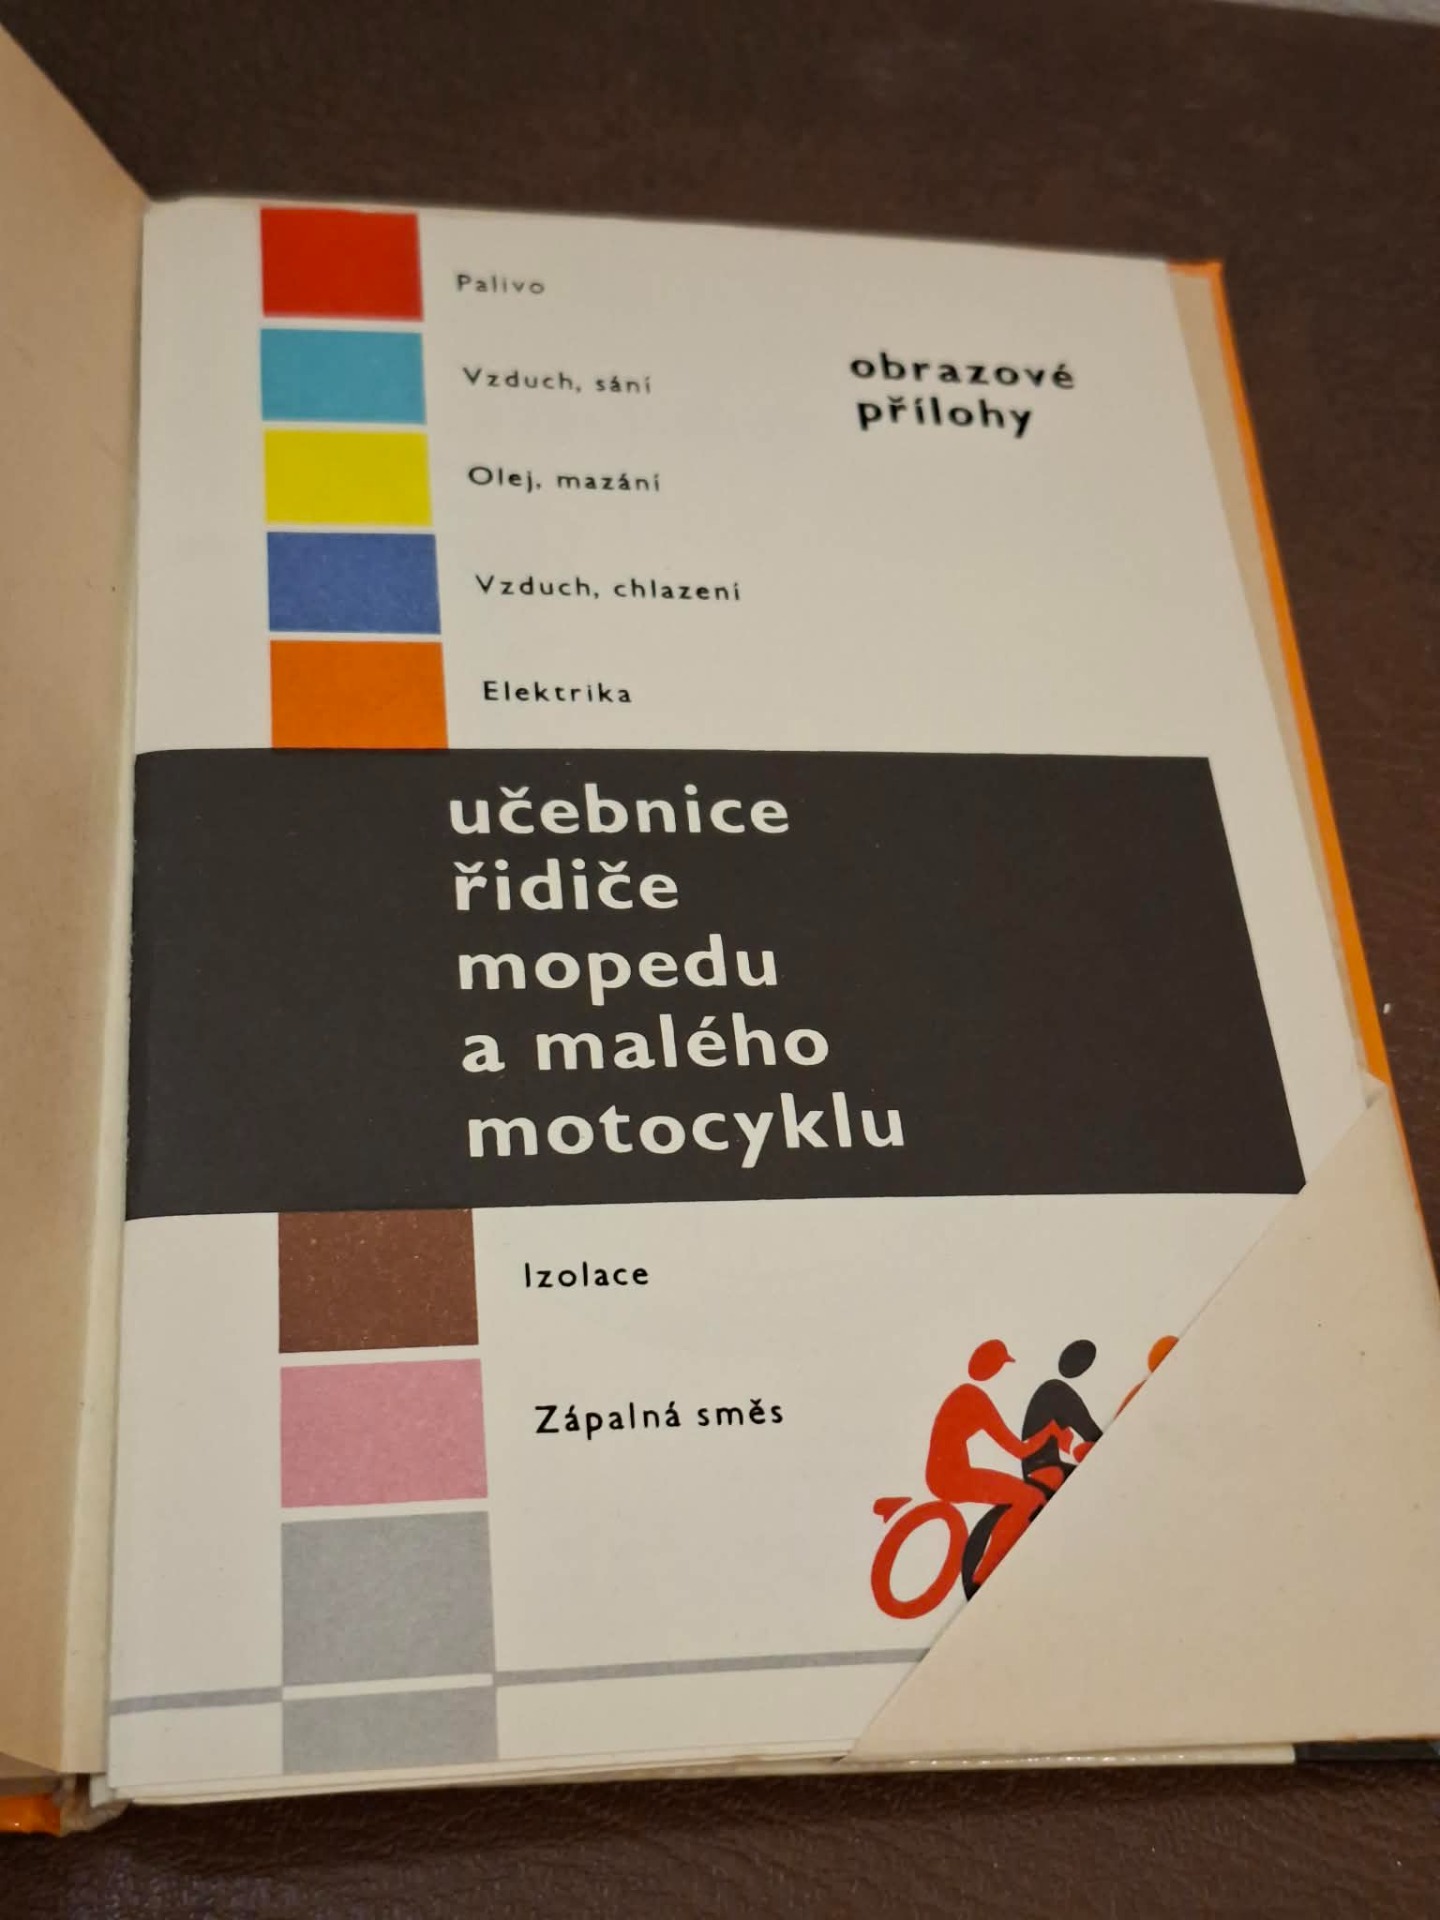 Palivo
Vzduch, sání
obrazové
přílohy
Olej, mazání
Vzduch, chlazení
Elektrika
učebnice
řidiče
mopedu
a malého
motocyklu
Izolace
Zápalná směs